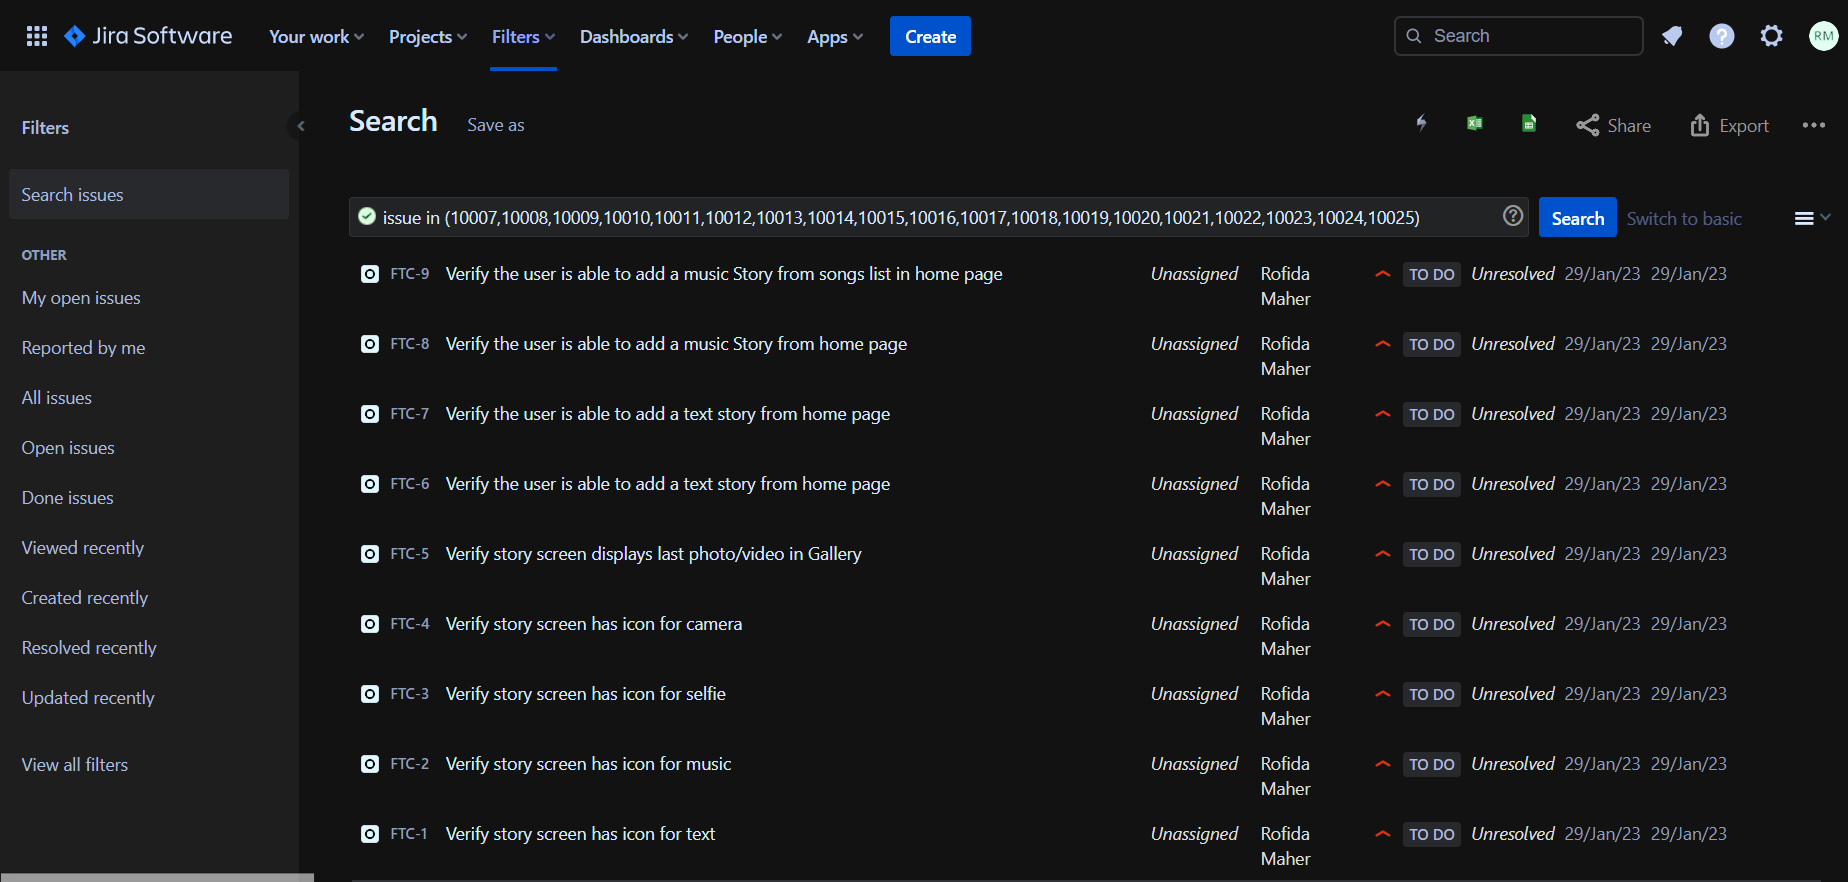 Jira Software Your work Projects Filters Dashboards People Apps Create Search ? RM
Filters
Search issues
OTHER
My open issues
Reported by me
All issues
Open issues
Done issues
Viewed recently
Created recently
Resolved recently
Updated recently
View all filters
Search Save as Share Export
issue in (10007,10008,10009,10010,10011,10012,10013,10014,10015,10016,10017,10018,10019,10020,10021,10022,10023,10024,10025) ? Search Switch to basic
FTC-9 Verify the user is able to add a music Story from songs list in home page Unassigned Rofida TO DO Unresolved 29/Jan/23 29/Jan/23
Maher
FTC-8 Verify the user is able to add a music Story from home page Unassigned Rofida TO DO Unresolved 29/Jan/23 29/Jan/23
Maher
FTC-7 Verify the user is able to add a text story from home page Unassigned Rofida TO DO Unresolved 29/Jan/23 29/Jan/23
Maher
FTC-6 Verify the user is able to add a text story from home page Unassigned Rofida TO DO Unresolved 29/Jan/23 29/Jan/23
Maher
FTC-5 Verify story screen displays last photo/video in Gallery Unassigned Rofida TO DO Unresolved 29/Jan/23 29/Jan/23
Maher
FTC-4 Verify story screen has icon for camera Unassigned Rofida TO DO Unresolved 29/Jan/23 29/Jan/23
Maher
FTC-3 Verify story screen has icon for selfie Unassigned Rofida TO DO Unresolved 29/Jan/23 29/Jan/23
Maher
FTC-2 Verify story screen has icon for music Unassigned Rofida TO DO Unresolved 29/Jan/23 29/Jan/23
Maher
FTC-1 Verify story screen has icon for text Unassigned Rofida TO DO Unresolved 29/Jan/23 29/Jan/23
Maher